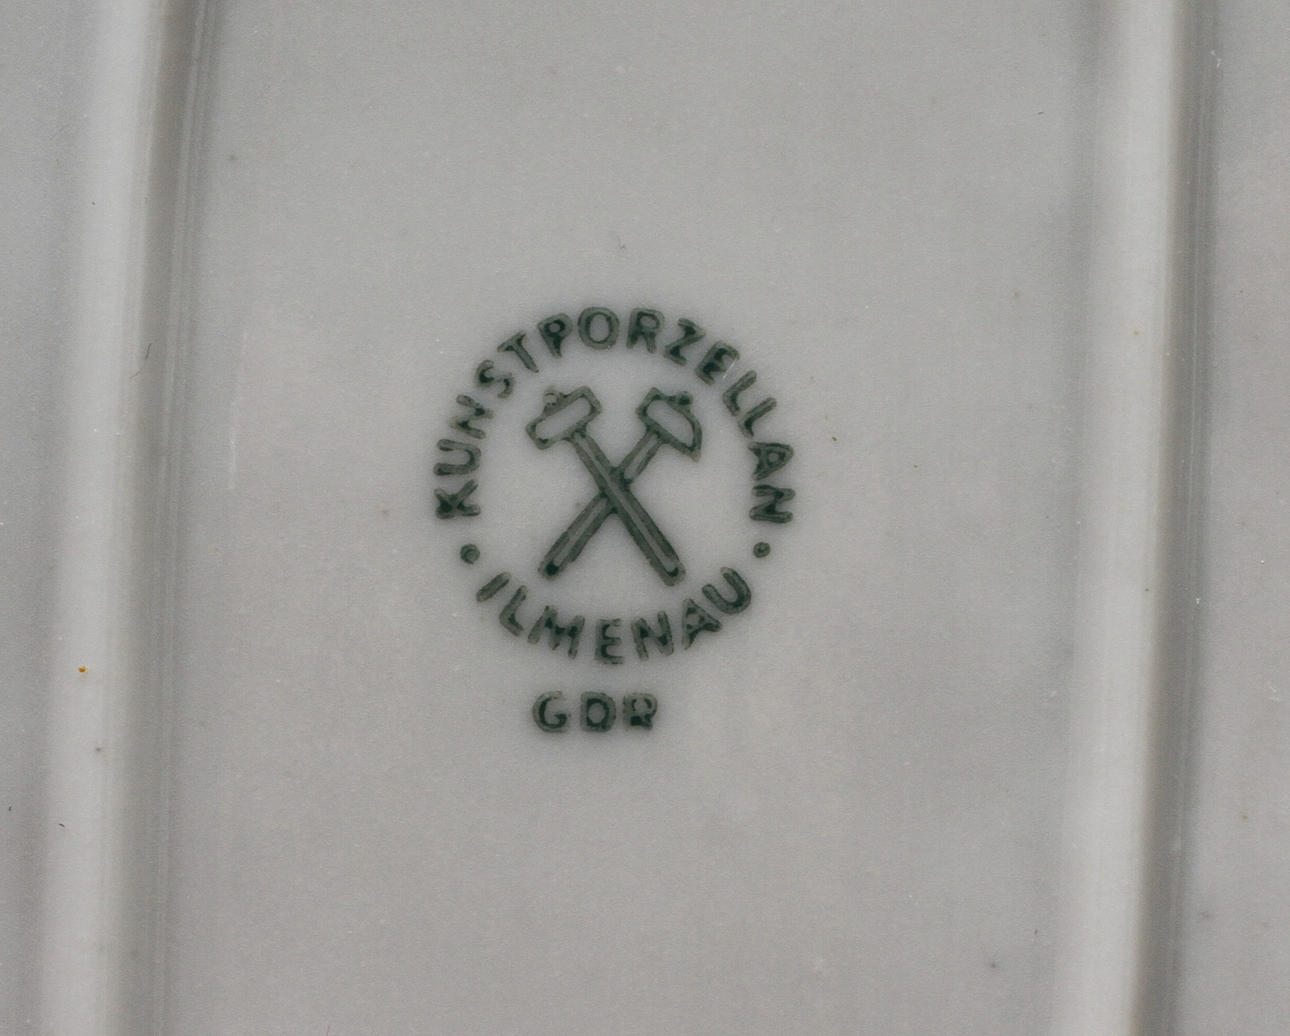 KUNSTPORZELLAN
• ILMENAU •
GDR